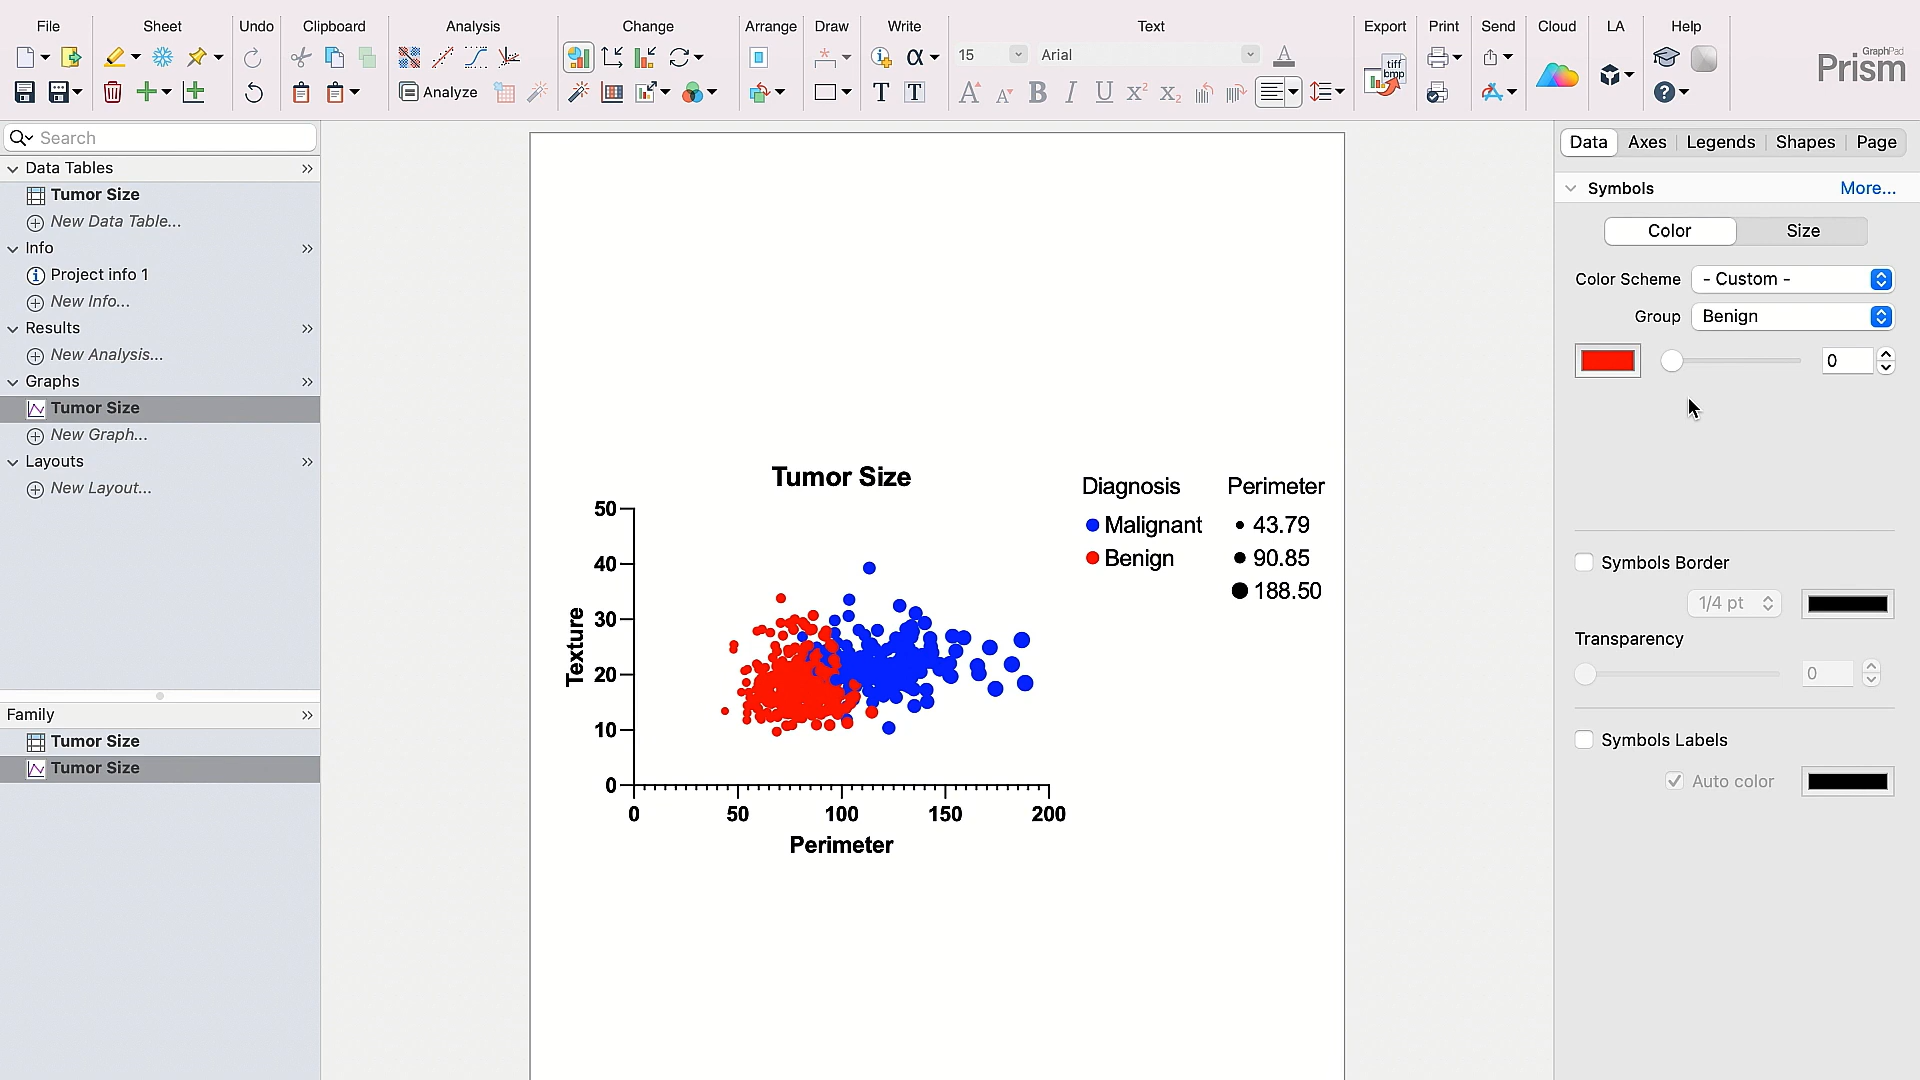 File Sheet Undo Clipboard Analysis Change Arrange Draw Write Text Export Print Send Cloud LA Help
15 Arial
tiff
bmp
Analyze
T T A A B I U X² X₂
GraphPad
Prism
Search
Data Tables
Tumor Size
New Data Table...
Info
Project info 1
New Info...
Results
New Analysis...
Graphs
Tumor Size
New Graph...
Layouts
New Layout...
Family
Tumor Size
Tumor Size
Tumor Size
50
40
30
20
10
0
Texture
0 50 100 150 200
Perimeter
Diagnosis Perimeter
Malignant 43.79
Benign 90.85
188.50
Data Axes Legends Shapes Page
Symbols More...
Color Size
Color Scheme - Custom -
Group Benign
0
Symbols Border
1/4 pt
Transparency
0
Symbols Labels
Auto color